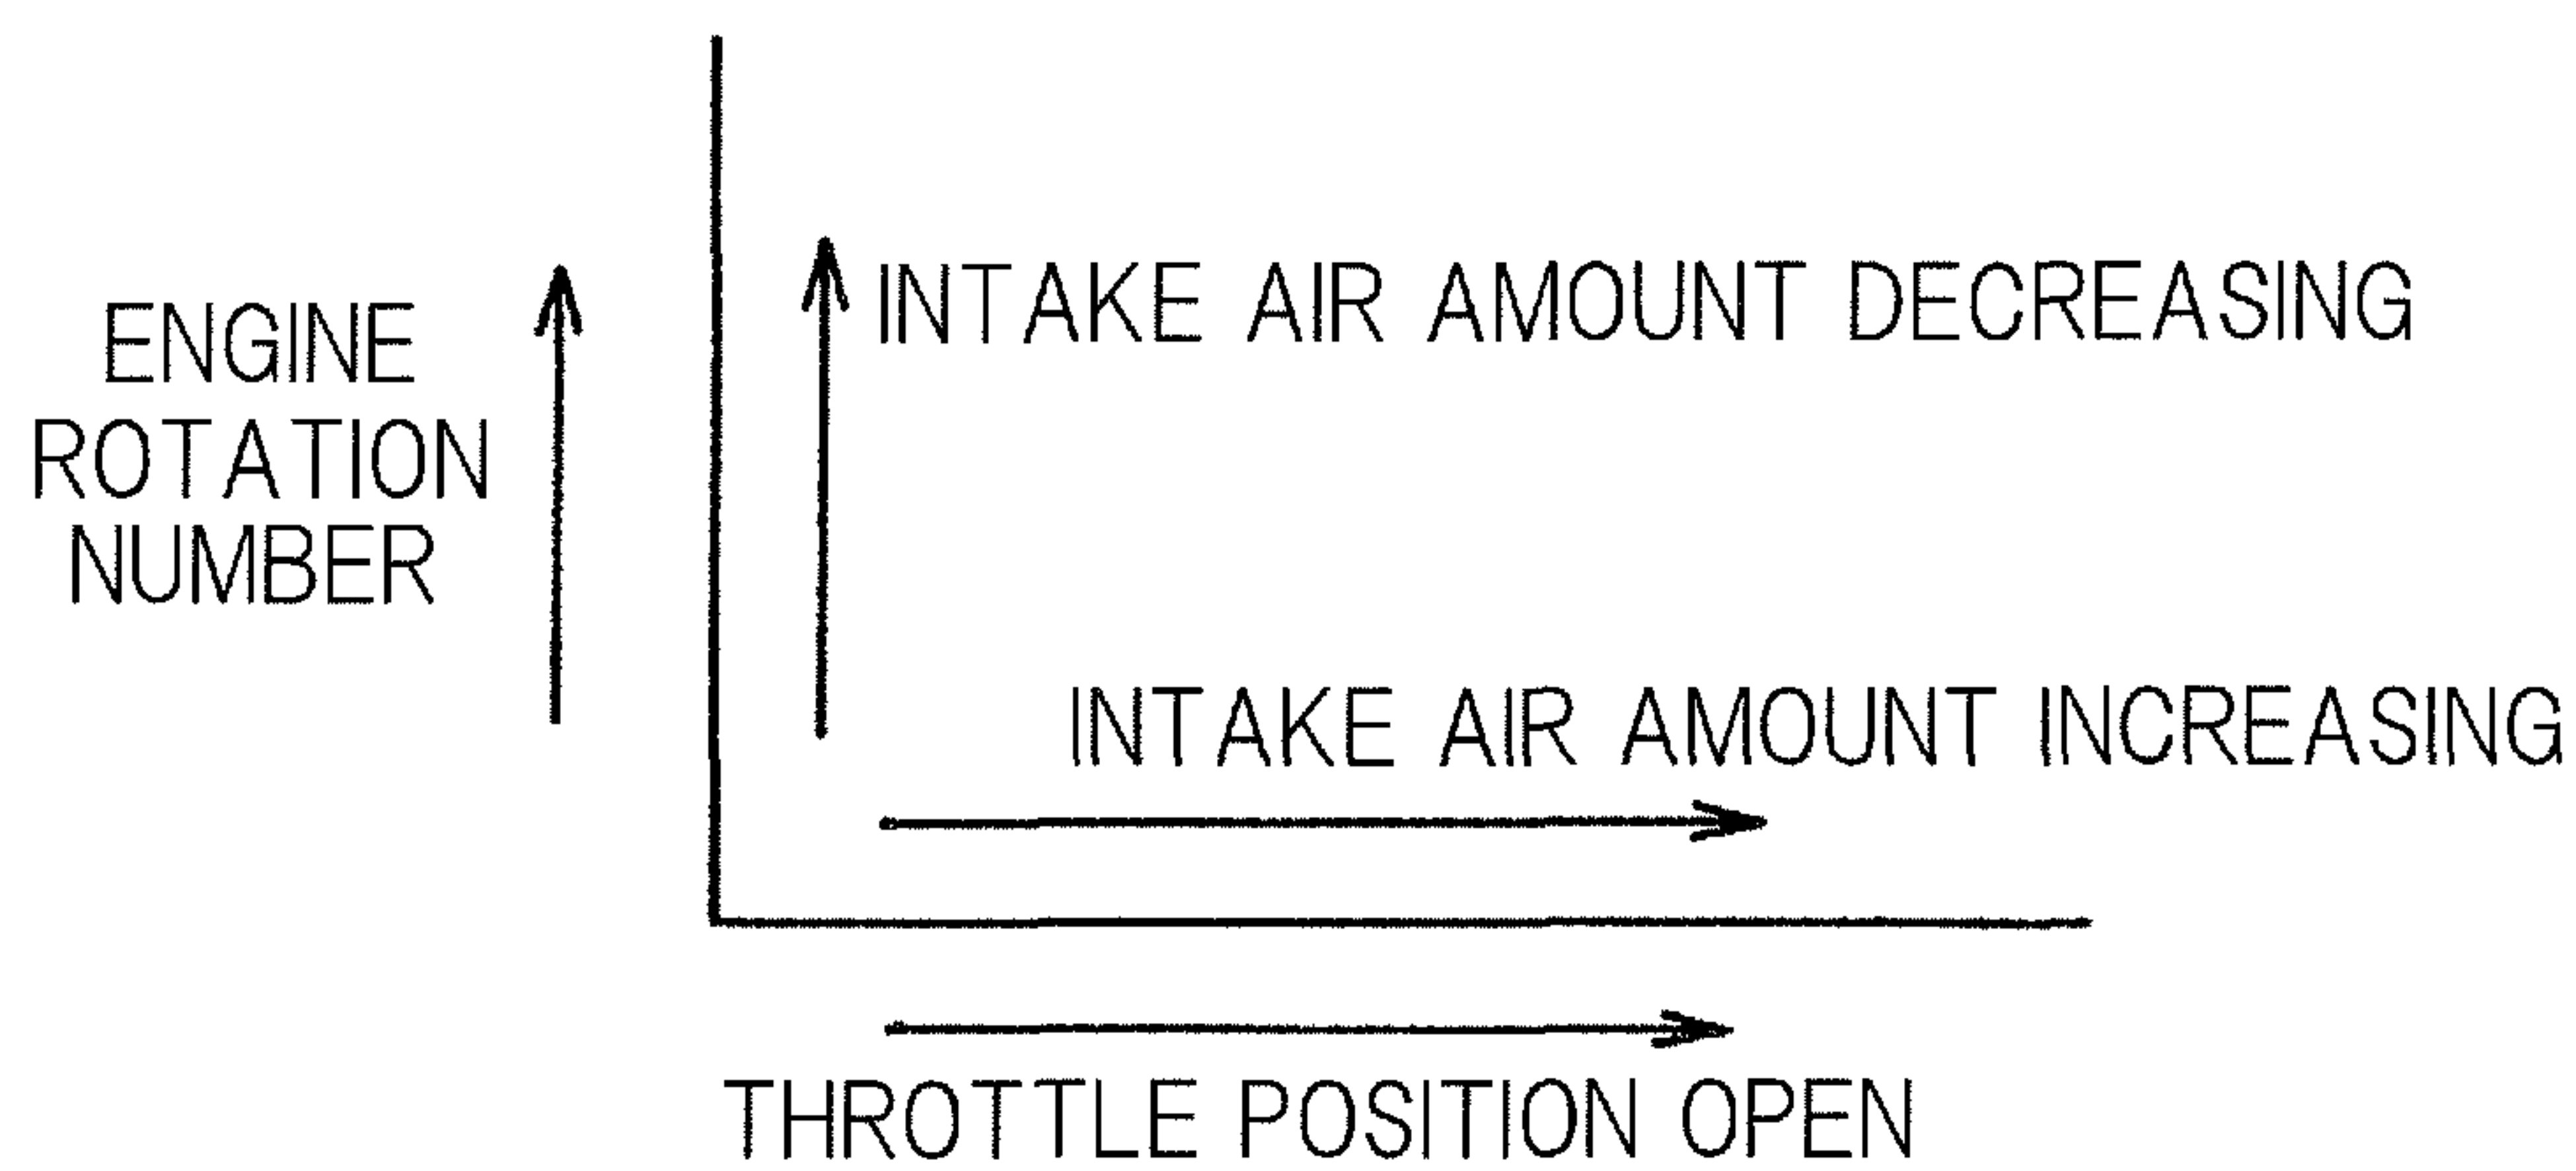 INTAKE AIR AMOUNT DECREASING
ENGINE
ROTATION
NUMBER
INTAKE AIR AMOUNT INCREASING
THROTTLE POSITION OPEN